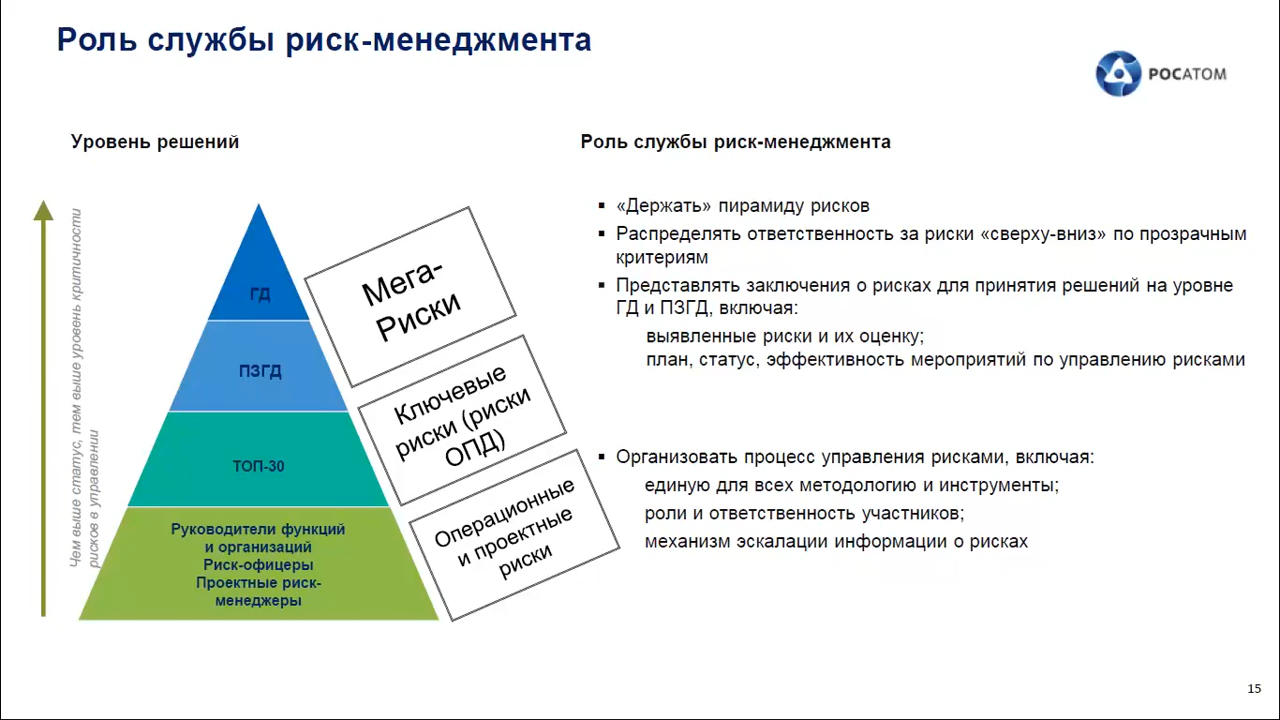 Роль службы риск-менеджмента
РОСАТОМ
Уровень решений
Чем выше статус, тем выше уровень критичности
рисков в управлении
ГД
ПЗГД
ТОП-30
Руководители функций
и организаций
Риск-офицеры
Проектные риск-
менеджеры
Мега-
Риски
Ключевые
риски (риски
ОПД)
Операционные
и проектные
риски
Роль службы риск-менеджмента
▪ «Держать» пирамиду рисков
▪ Распределять ответственность за риски «сверху-вниз» по прозрачным
критериям
▪ Представлять заключения о рисках для принятия решений на уровне
ГД и ПЗГД, включая:
выявленные риски и их оценку;
план, статус, эффективность мероприятий по управлению рисками
▪ Организовать процесс управления рисками, включая:
единую для всех методологию и инструменты;
роли и ответственность участников;
механизм эскалации информации о рисках
15